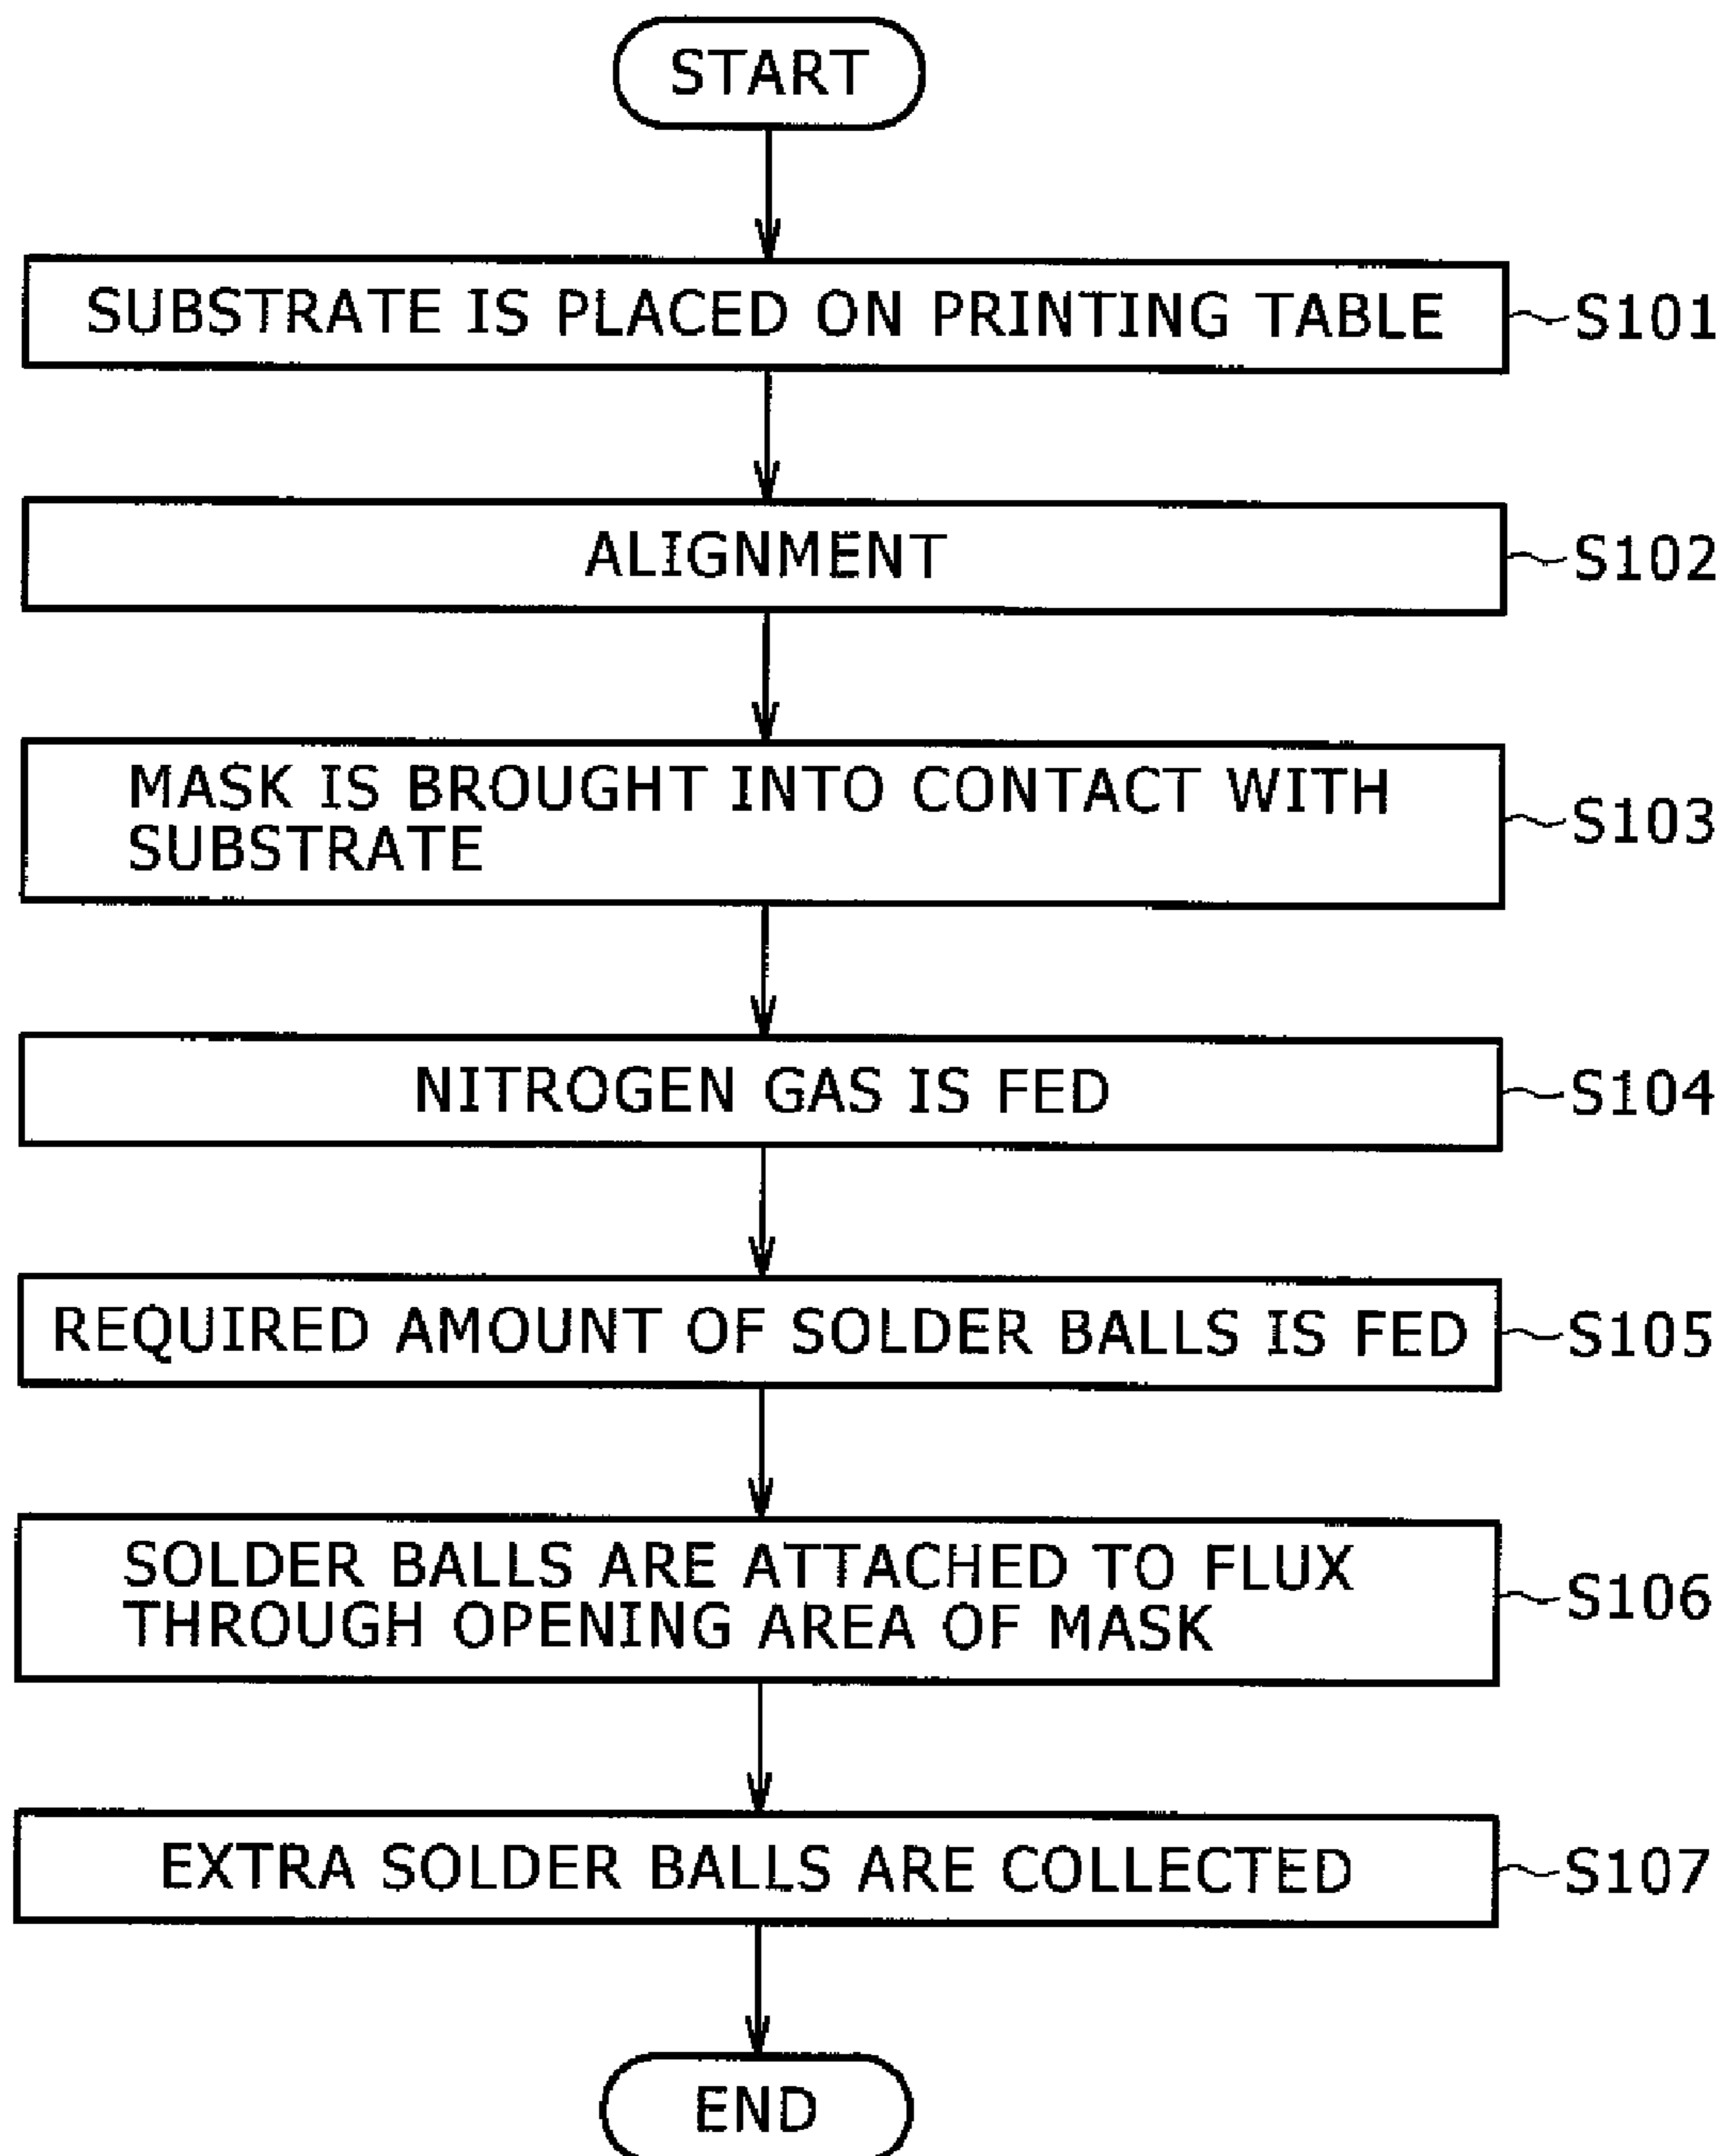 START
SUBSTRATE IS PLACED ON PRINTING TABLE
S101
ALIGNMENT
S102
MASK IS BROUGHT INTO CONTACT WITH
SUBSTRATE
S103
NITROGEN GAS IS FED
S104
REQUIRED AMOUNT OF SOLDER BALLS IS FED
S105
SOLDER BALLS ARE ATTACHED TO FLUX
THROUGH OPENING AREA OF MASK
S106
EXTRA SOLDER BALLS ARE COLLECTED
S107
END